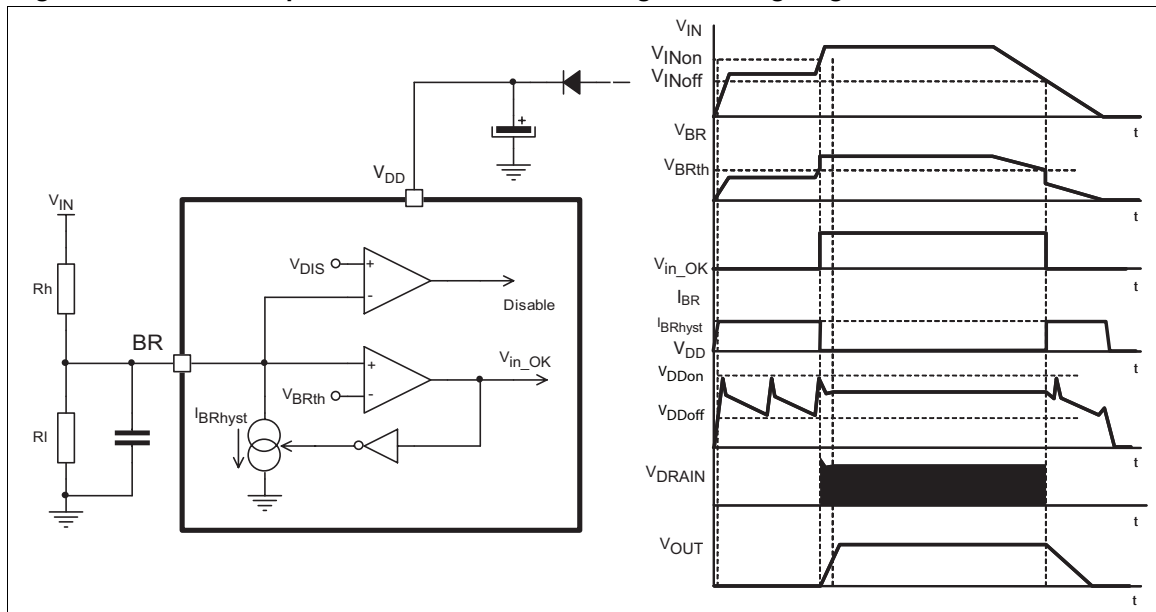 VIN
Rh
Rl
BR
VDD
+
VDIS
+
-
Disable
+
-
VBRth
Vin_OK
IBRhyst
VIN
VINon
VINoff
t
VBR
VBRth
t
Vin_OK
t
IBR
IBRhyst
VDD
t
VDDon
VDDoff
t
VDRAIN
t
VOUT
t